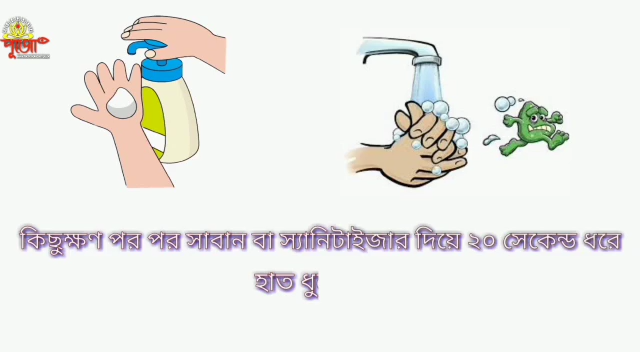 পুজো
কিছুক্ষণ পর পর সাবান বা স্যানিটাইজার দিয়ে ২০ সেকেন্ড ধরে
হাত ধু